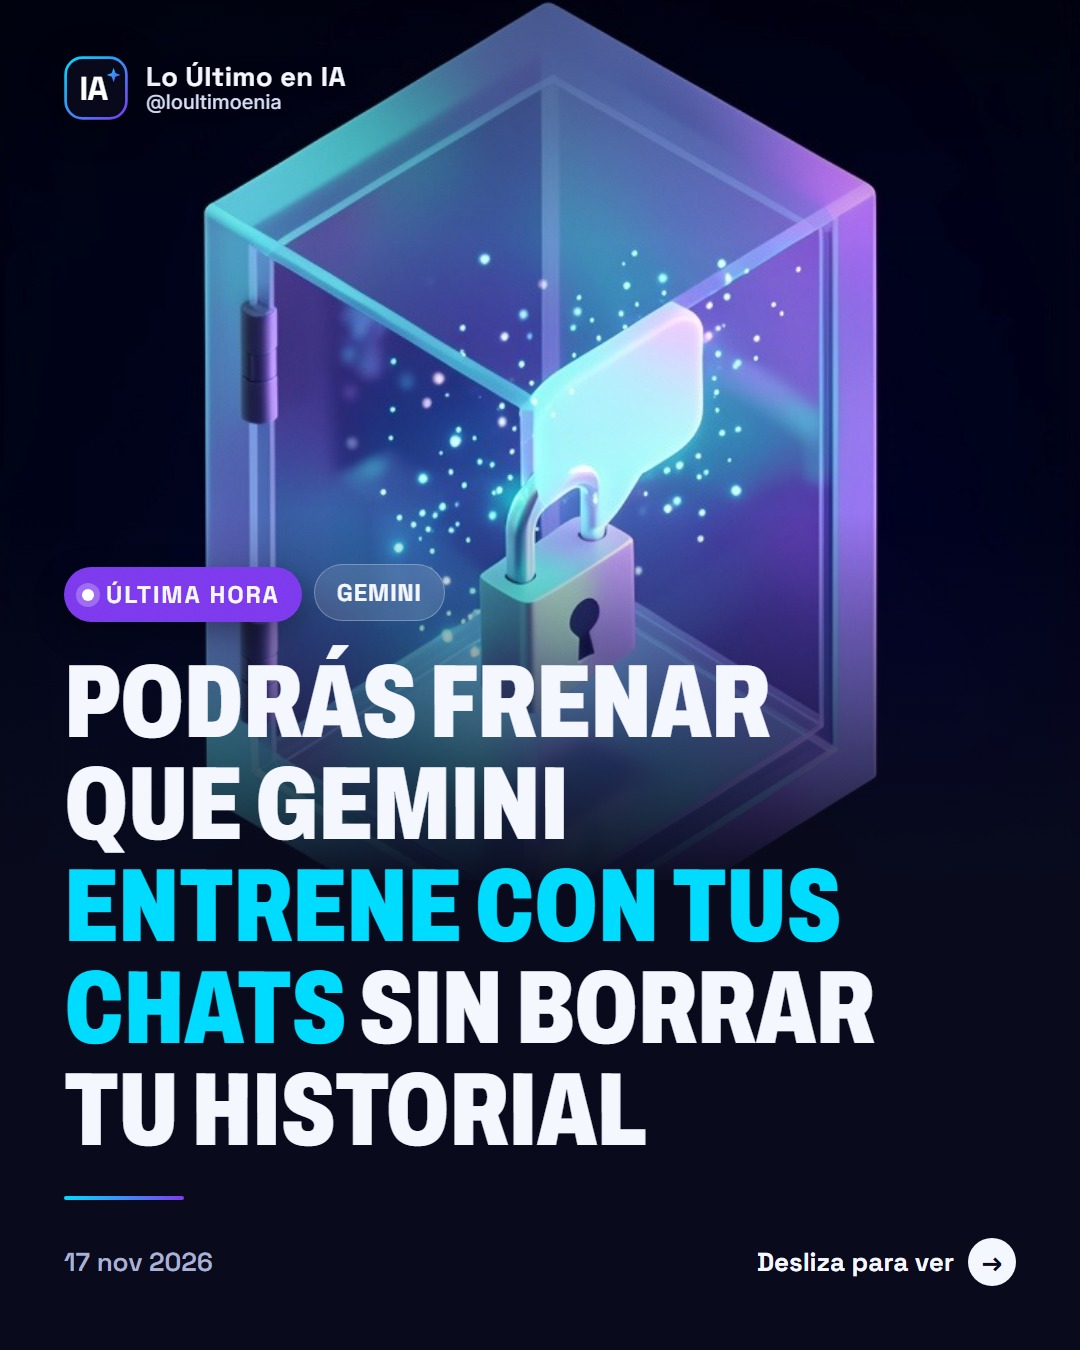 IA
Lo Último en IA
@loultimoenia
ÚLTIMA HORA
GEMINI
PODRÁS FRENAR
QUE GEMINI
ENTRENE CON TUS
CHATS SIN BORRAR
TU HISTORIAL
17 nov 2026
Desliza para ver →